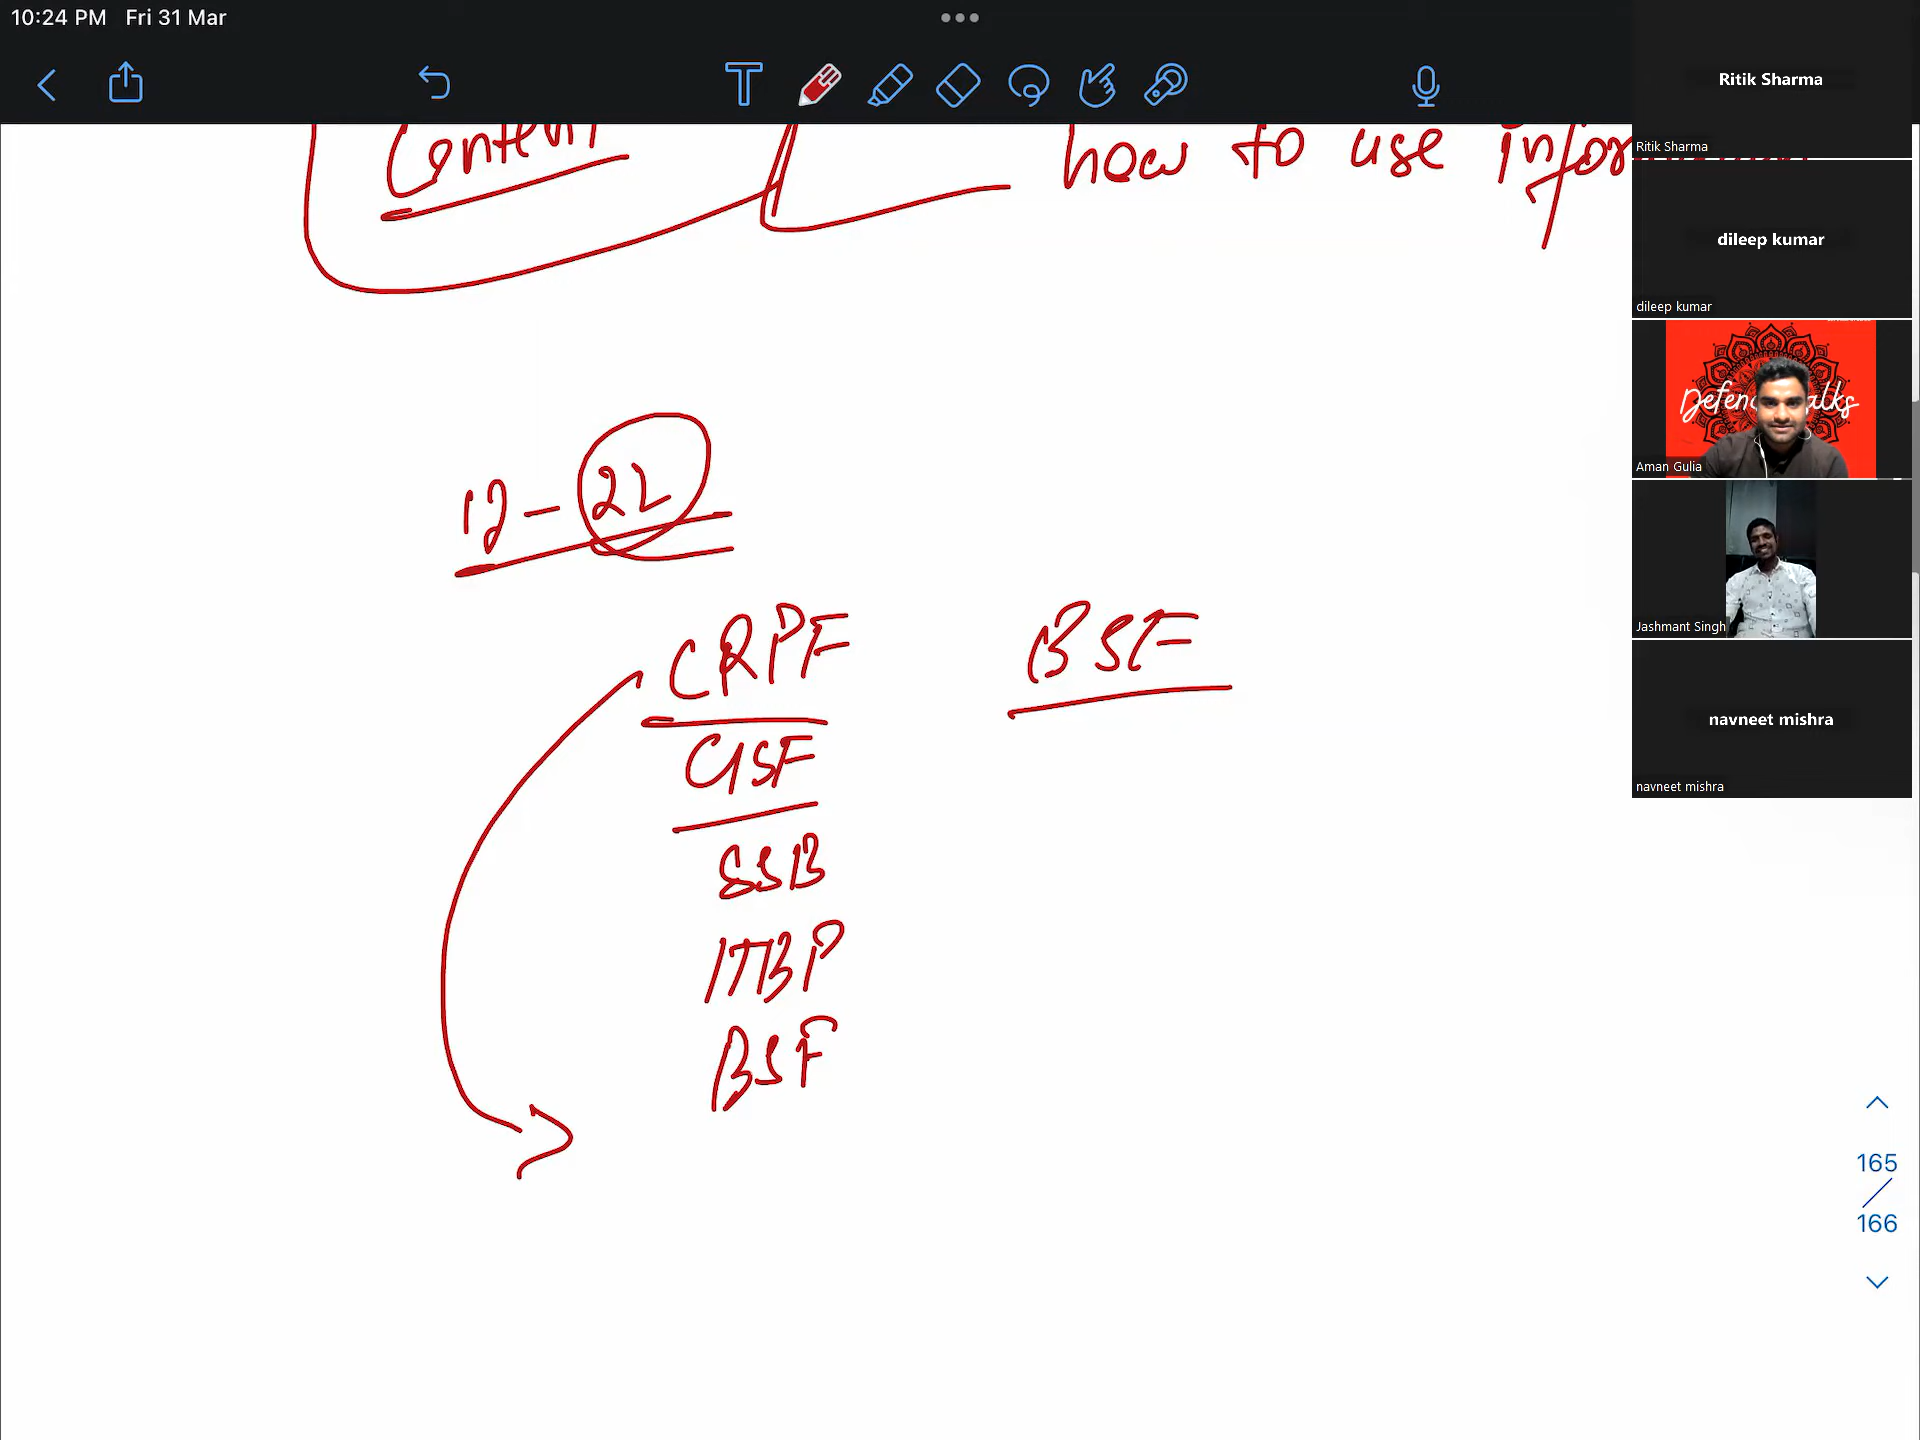 10:24 PM Fri 31 Mar
Content
how to use infor
12 - 22
CRPF
BSF
CISF
SSB
ITBP
BSF
Ritik Sharma
Ritik Sharma
dileep kumar
dileep kumar
Aman Gulia
Jashmant Singh
navneet mishra
navneet mishra
165
166